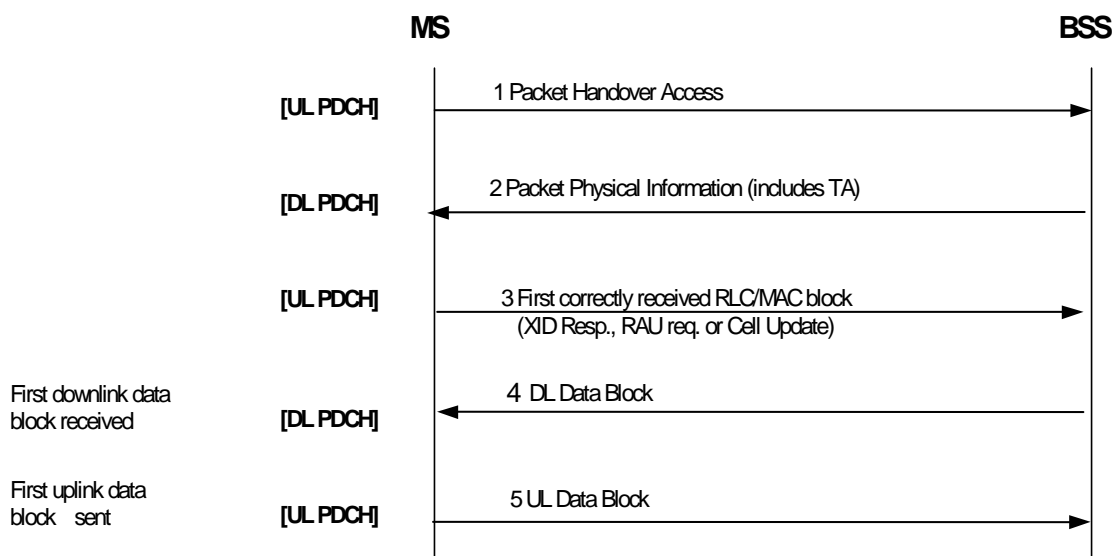 MS BSS
[UL PDCH] 1 Packet Handover Access
[DL PDCH] 2 Packet Physical Information (includes TA)
[UL PDCH] 3 First correctly received RLC/MAC block
(XID Resp., RAU req. or Cell Update)
First downlink data
block received [DL PDCH] 4 DL Data Block
First uplink data
block sent [UL PDCH] 5 UL Data Block